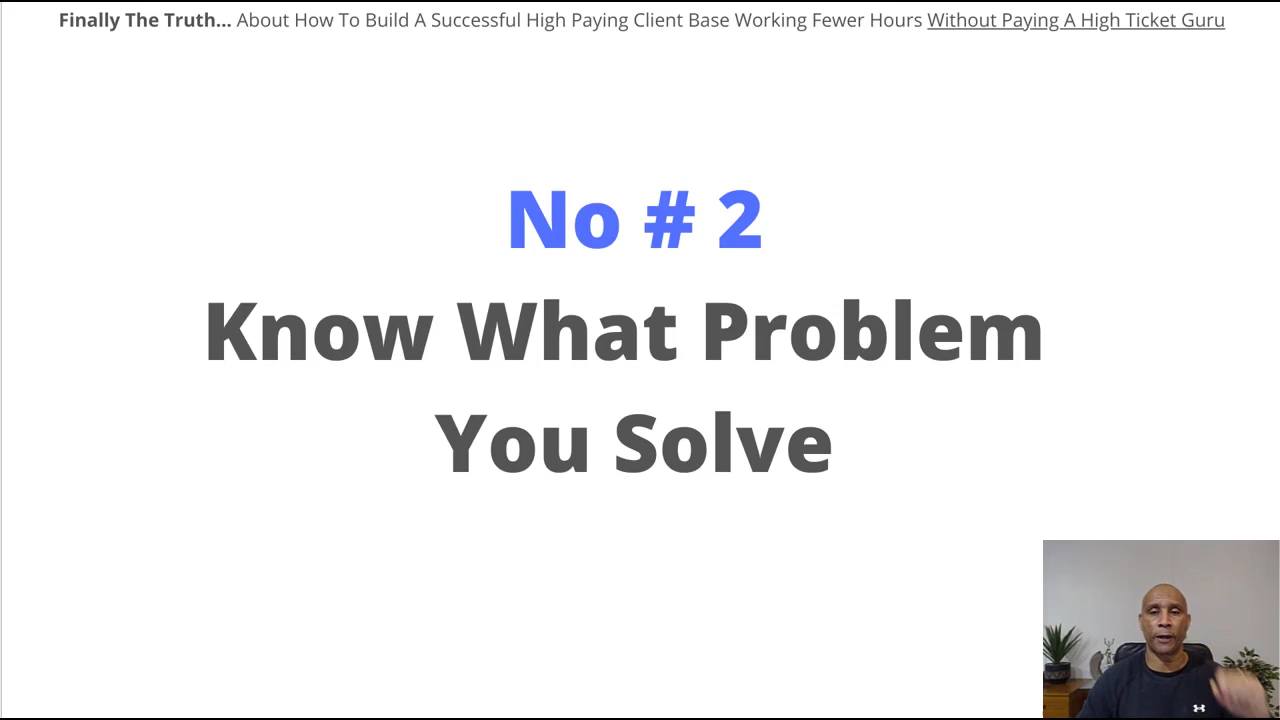 Finally The Truth... About How To Build A Successful High Paying Client Base Working Fewer Hours Without Paying A High Ticket Guru
No # 2
Know What Problem
You Solve